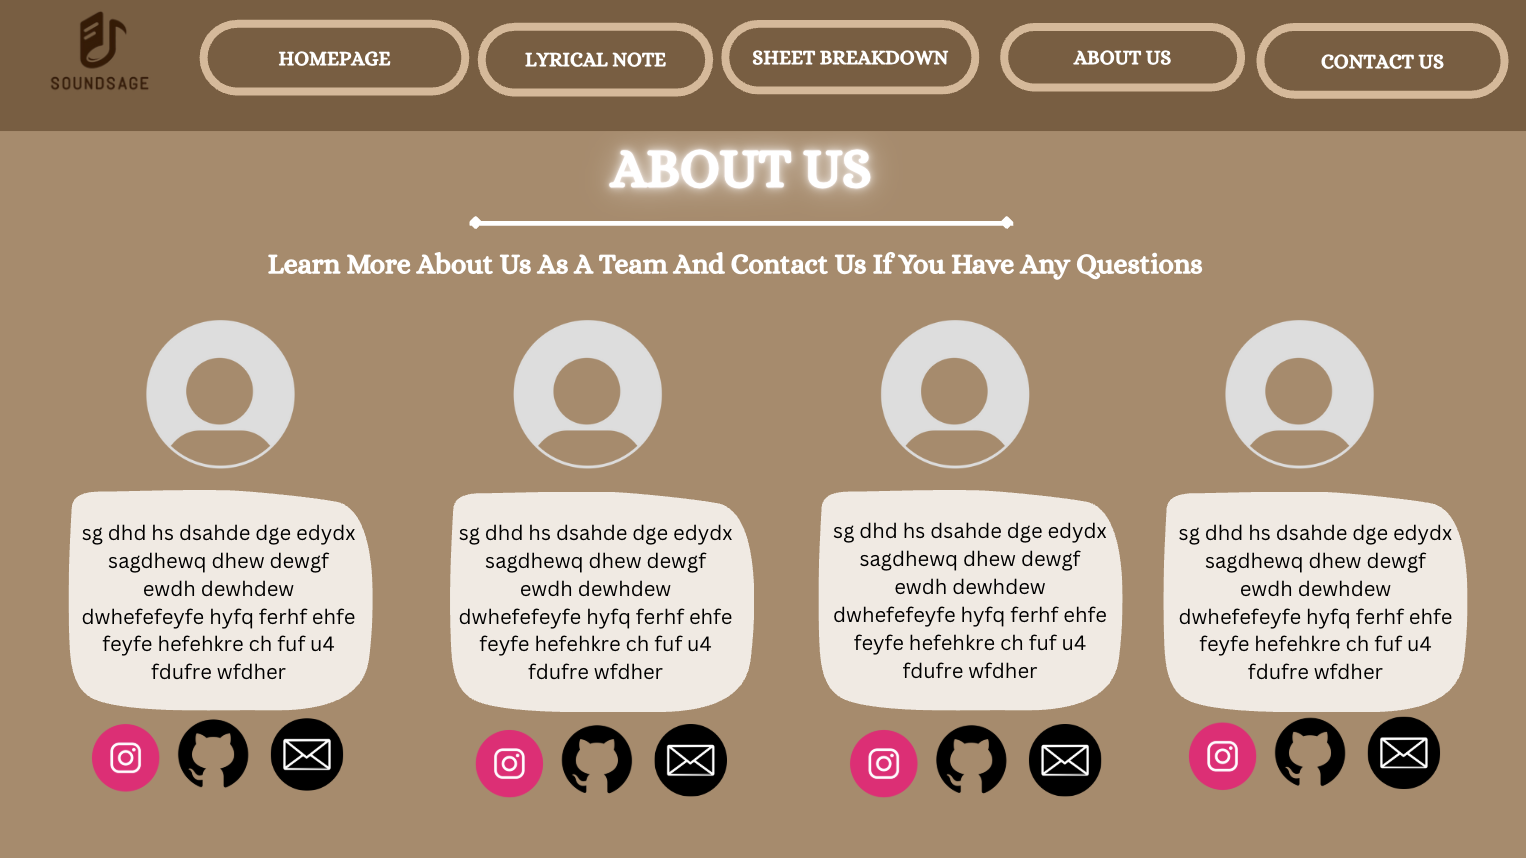 SOUNDSAGE
HOMEPAGE
LYRICAL NOTE
SHEET BREAKDOWN
ABOUT US
CONTACT US
ABOUT US
Learn More About Us As A Team And Contact Us If You Have Any Questions
sg dhd hs dsahde dge edydx
sagdhewq dhew dewgf
ewdh dewhdew
dwhefefeyfe hyfq ferhf ehfe
feyfe hefehkre ch fuf u4
fdufre wfdher
sg dhd hs dsahde dge edydx
sagdhewq dhew dewgf
ewdh dewhdew
dwhefefeyfe hyfq ferhf ehfe
feyfe hefehkre ch fuf u4
fdufre wfdher
sg dhd hs dsahde dge edydx
sagdhewq dhew dewgf
ewdh dewhdew
dwhefefeyfe hyfq ferhf ehfe
feyfe hefehkre ch fuf u4
fdufre wfdher
sg dhd hs dsahde dge edydx
sagdhewq dhew dewgf
ewdh dewhdew
dwhefefeyfe hyfq ferhf ehfe
feyfe hefehkre ch fuf u4
fdufre wfdher